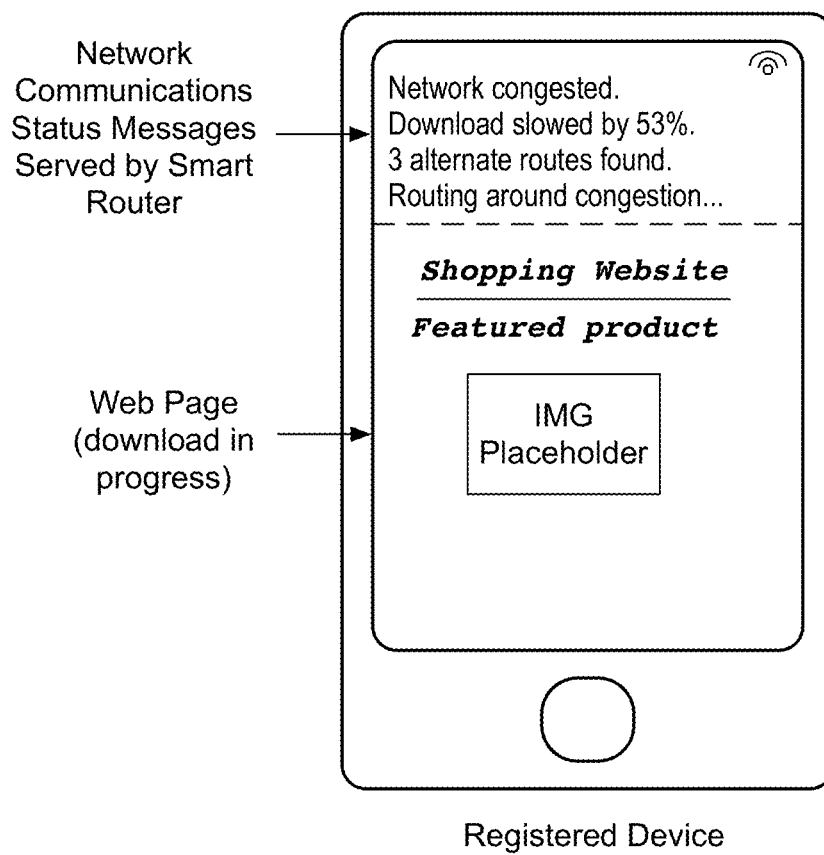 Network
Communications
Status Messages
Served by Smart
Router
Network congested.
Download slowed by 53%.
3 alternate routes found.
Routing around congestion...
Shopping Website
Featured product
Web Page
(download in
progress)
IMG
Placeholder
Registered Device